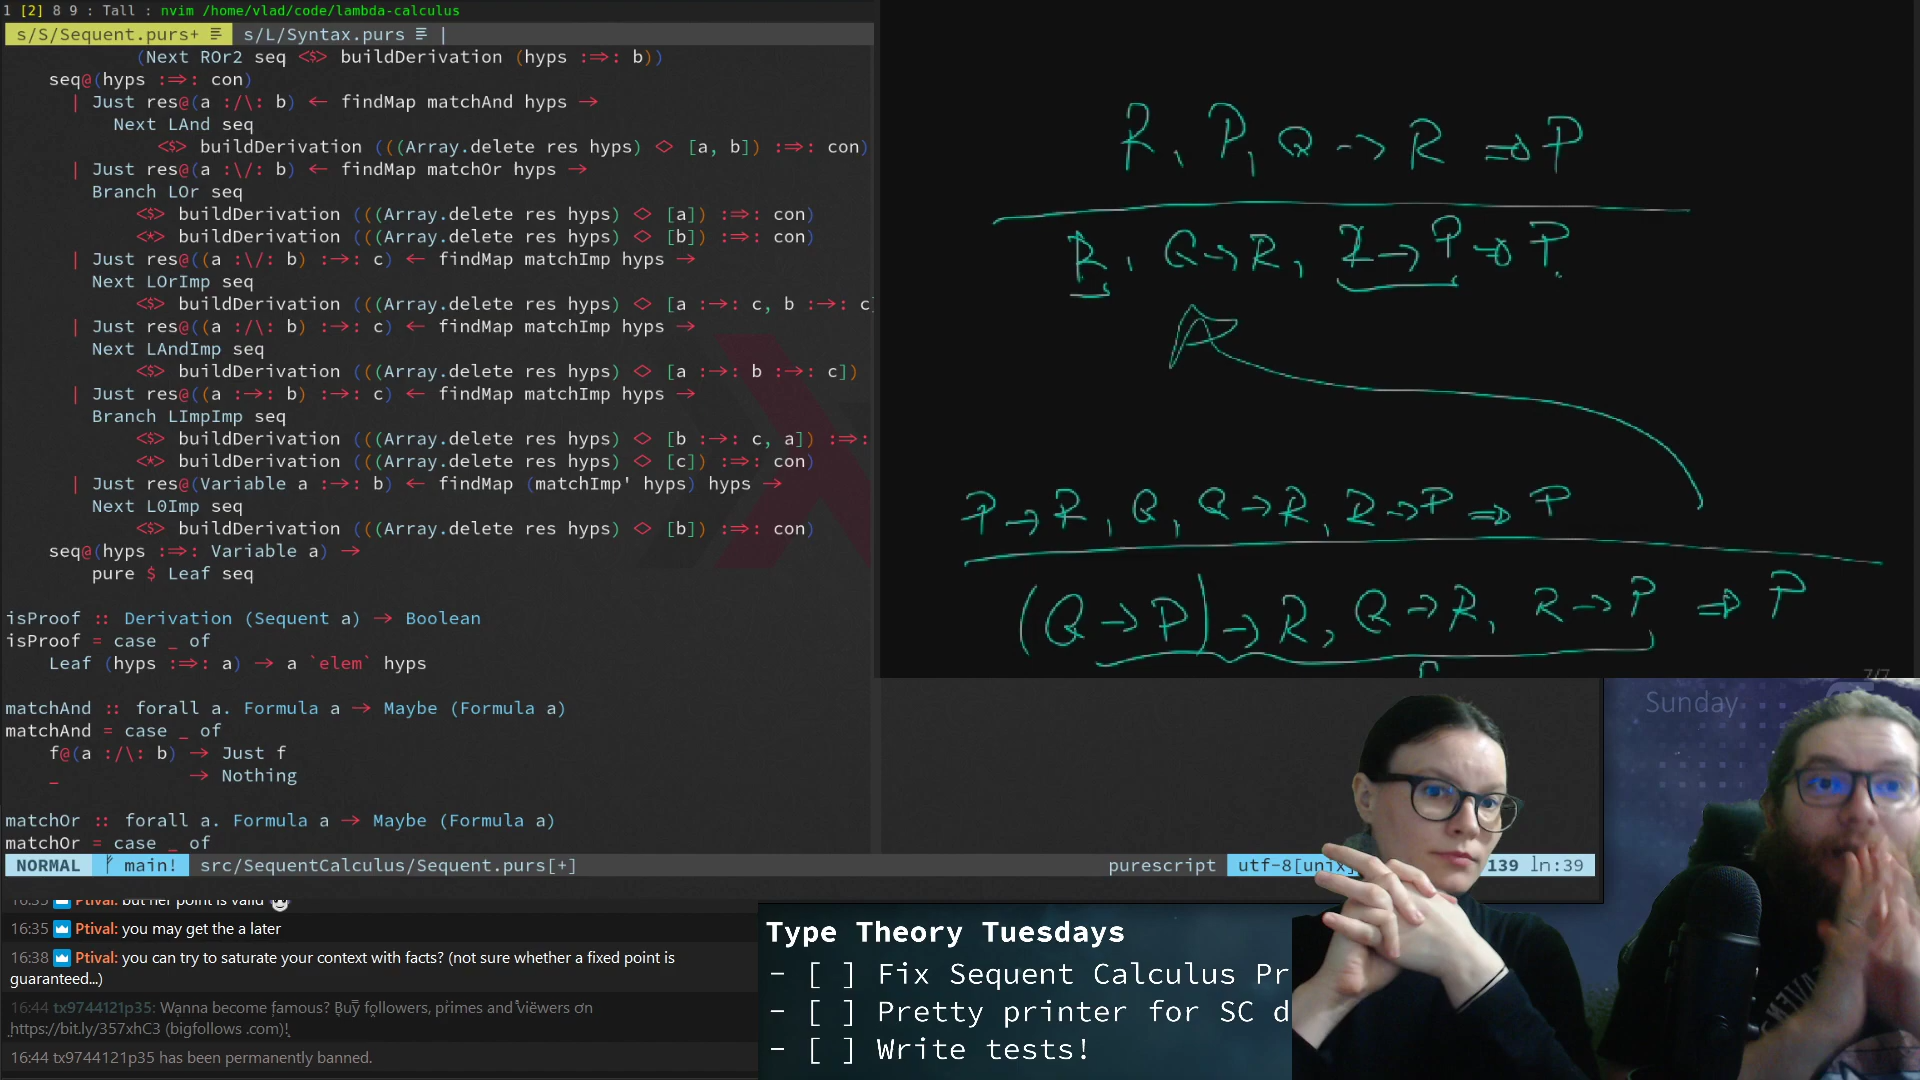 1 [2] 8 9 : Tall : nvim /home/vlad/code/lambda-calculus
s/S/Sequent.purs+ s/L/Syntax.purs |
(Next ROr2 seq <$> buildDerivation (hyps :⇒: b))
seq@(hyps :⇒: con)
| Just res@(a :/\: b) ← findMap matchAnd hyps →
Next LAnd seq
<$> buildDerivation (((Array.delete res hyps) <> [a, b]) :⇒: con)
| Just res@(a :\/: b) ← findMap matchOr hyps →
Branch LOr seq
<$> buildDerivation (((Array.delete res hyps) <> [a]) :⇒: con)
<*> buildDerivation (((Array.delete res hyps) <> [b]) :⇒: con)
| Just res@((a :\/: b) :→: c) ← findMap matchImp hyps →
Next LOrImp seq
<$> buildDerivation (((Array.delete res hyps) <> [a :→: c, b :→: c]
| Just res@((a :/\: b) :→: c) ← findMap matchImp hyps →
Next LAndImp seq
<$> buildDerivation (((Array.delete res hyps) <> [a :→: b :→: c])
| Just res@((a :→: b) :→: c) ← findMap matchImp hyps →
Branch LImpImp seq
<$> buildDerivation (((Array.delete res hyps) <> [b :→: c, a]) :⇒:
<*> buildDerivation (((Array.delete res hyps) <> [c]) :⇒: con)
| Just res@(Variable a :→: b) ← findMap (matchImp' hyps) hyps →
Next L0Imp seq
<$> buildDerivation (((Array.delete res hyps) <> [b]) :⇒: con)
seq@(hyps :⇒: Variable a) →
pure $ Leaf seq
isProof :: Derivation (Sequent a) → Boolean
isProof = case _ of
Leaf (hyps :⇒: a) → a `elem` hyps
matchAnd :: forall a. Formula a → Maybe (Formula a)
matchAnd = case _ of
f@(a :/\: b) → Just f
_ → Nothing
matchOr :: forall a. Formula a → Maybe (Formula a)
matchOr = case _ of
NORMAL main! src/SequentCalculus/Sequent.purs[+] purescript utf-8[unix] 139 ln:39
R, P, Q → R ⇒ P
R, Q → R, R → P ⇒ P
P → R, Q, Q → R, R → P ⇒ P
(Q → P) → R, Q → R, R → P ⇒ P
7/7
Sunday
16:35 Ptival: but her point is valid
16:35 Ptival: you may get the a later
16:38 Ptival: you can try to saturate your context with facts? (not sure whether a fixed point is
guaranteed...)
16:44 tx9744121p35: Wanna become famous? Buy followers, primes and viewers on
https://bit.ly/357xhC3 (bigfollows .com)!
16:44 tx9744121p35 has been permanently banned.
Type Theory Tuesdays
- [ ] Fix Sequent Calculus Pr
- [ ] Pretty printer for SC d
- [ ] Write tests!